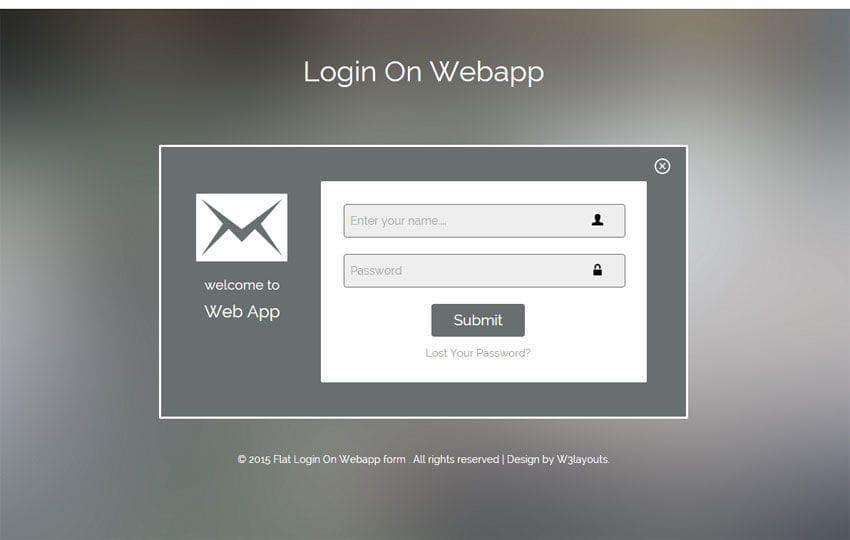 Login On Webapp
welcome to
Web App
Enter your name....
Password
Submit
Lost Your Password?
© 2015 Flat Login On Webapp form . All rights reserved | Design by W3layouts.